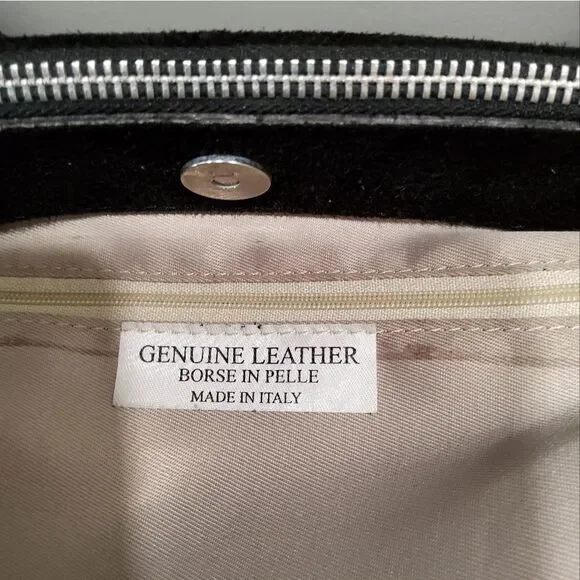 GENUINE LEATHER
BORSE IN PELLE
MADE IN ITALY